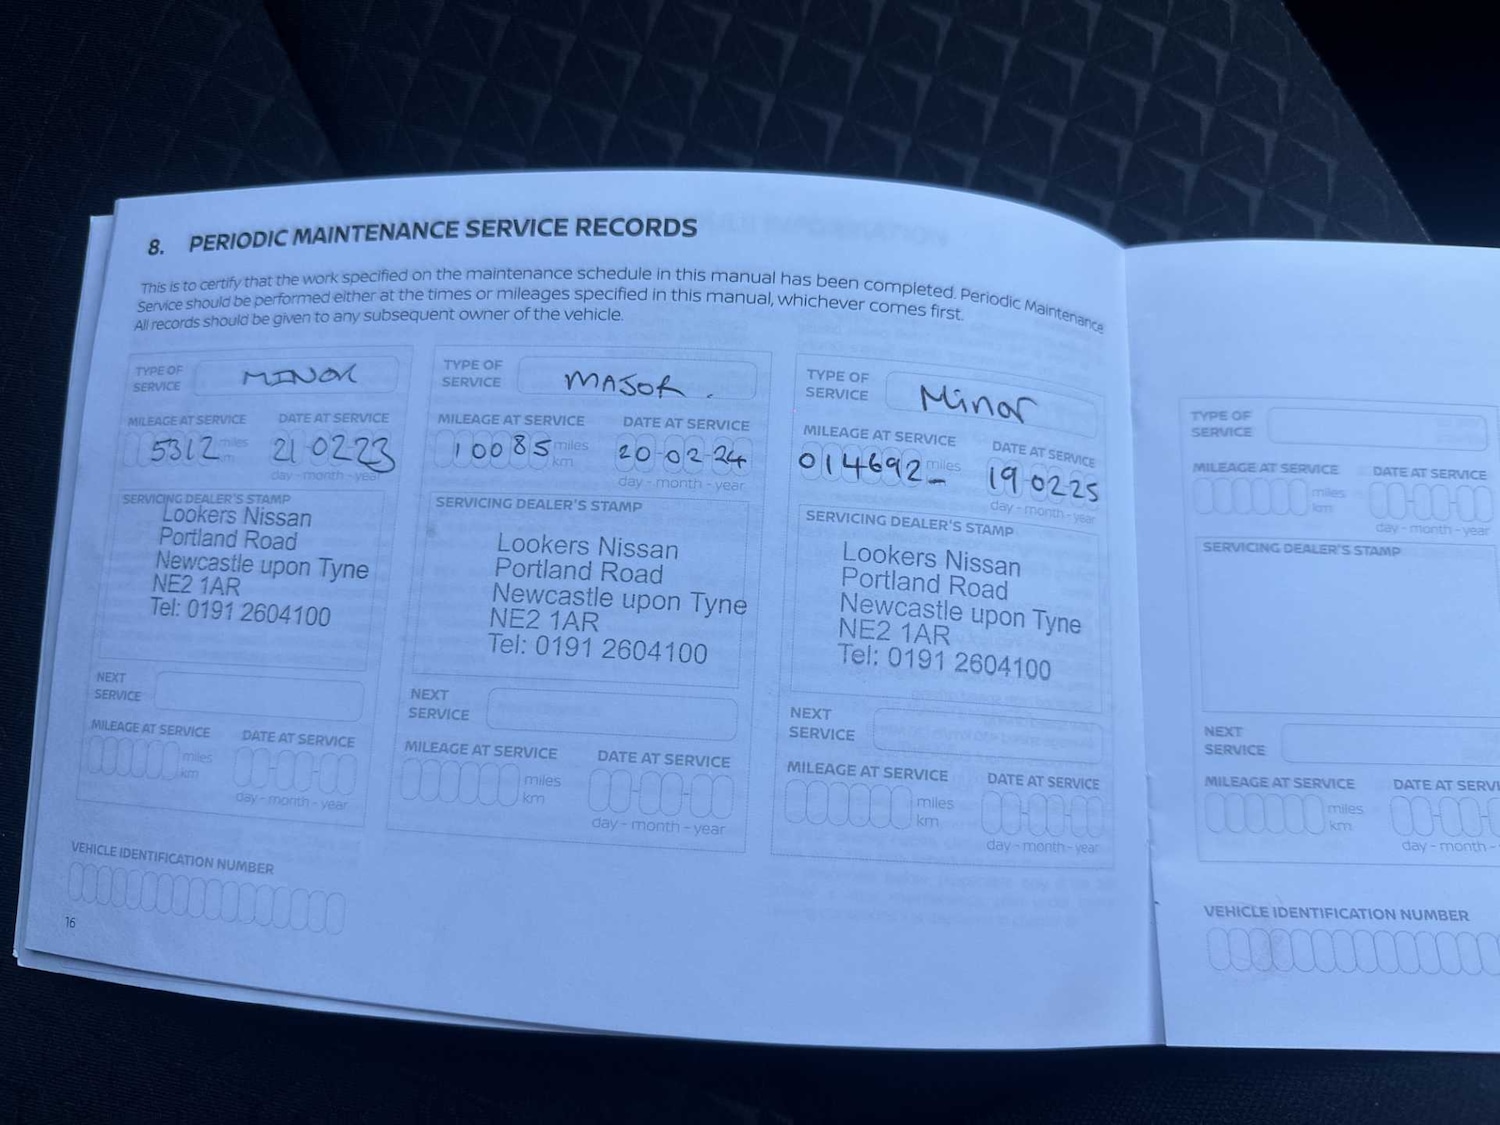 8. PERIODIC MAINTENANCE SERVICE RECORDS
This is to certify that the work specified on the maintenance schedule in this manual has been completed. Periodic Maintenance
Service should be performed either at the times or mileages specified in this manual, whichever comes first.
All records should be given to any subsequent owner of the vehicle.
TYPE OF
SERVICE
MINOR
MILEAGE AT SERVICE
DATE AT SERVICE
5312 miles
km
21 02 23
day - month - year
SERVICING DEALER'S STAMP
Lookers Nissan
Portland Road
Newcastle upon Tyne
NE2 1AR
Tel: 0191 2604100
NEXT
SERVICE
MILEAGE AT SERVICE
DATE AT SERVICE
miles
km
day - month - year
VEHICLE IDENTIFICATION NUMBER
16
TYPE OF
SERVICE
MAJOR.
MILEAGE AT SERVICE
DATE AT SERVICE
10085 miles
km
20-02-24
day - month - year
SERVICING DEALER'S STAMP
Lookers Nissan
Portland Road
Newcastle upon Tyne
NE2 1AR
Tel: 0191 2604100
NEXT
SERVICE
MILEAGE AT SERVICE
DATE AT SERVICE
miles
km
day - month - year
TYPE OF
SERVICE
Minor
MILEAGE AT SERVICE
DATE AT SERVICE
014692- miles
19 02 25
day - month - year
SERVICING DEALER'S STAMP
Lookers Nissan
Portland Road
Newcastle upon Tyne
NE2 1AR
Tel: 0191 2604100
NEXT
SERVICE
MILEAGE AT SERVICE
DATE AT SERVICE
miles
km
day - month - year
TYPE OF
SERVICE
MILEAGE AT SERVICE
DATE AT SERVICE
miles
km
day - month - year
SERVICING DEALER'S STAMP
NEXT
SERVICE
MILEAGE AT SERVICE
DATE AT SERVI
miles
km
day - month -
VEHICLE IDENTIFICATION NUMBER